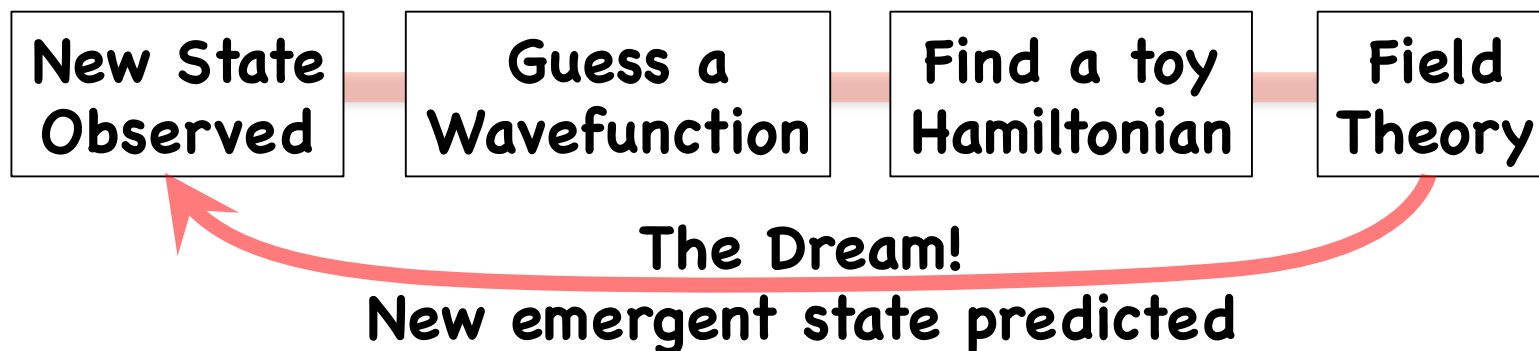 New State
Observed
Guess a
Wavefunction
Find a toy
Hamiltonian
Field
Theory
The Dream!
New emergent state predicted